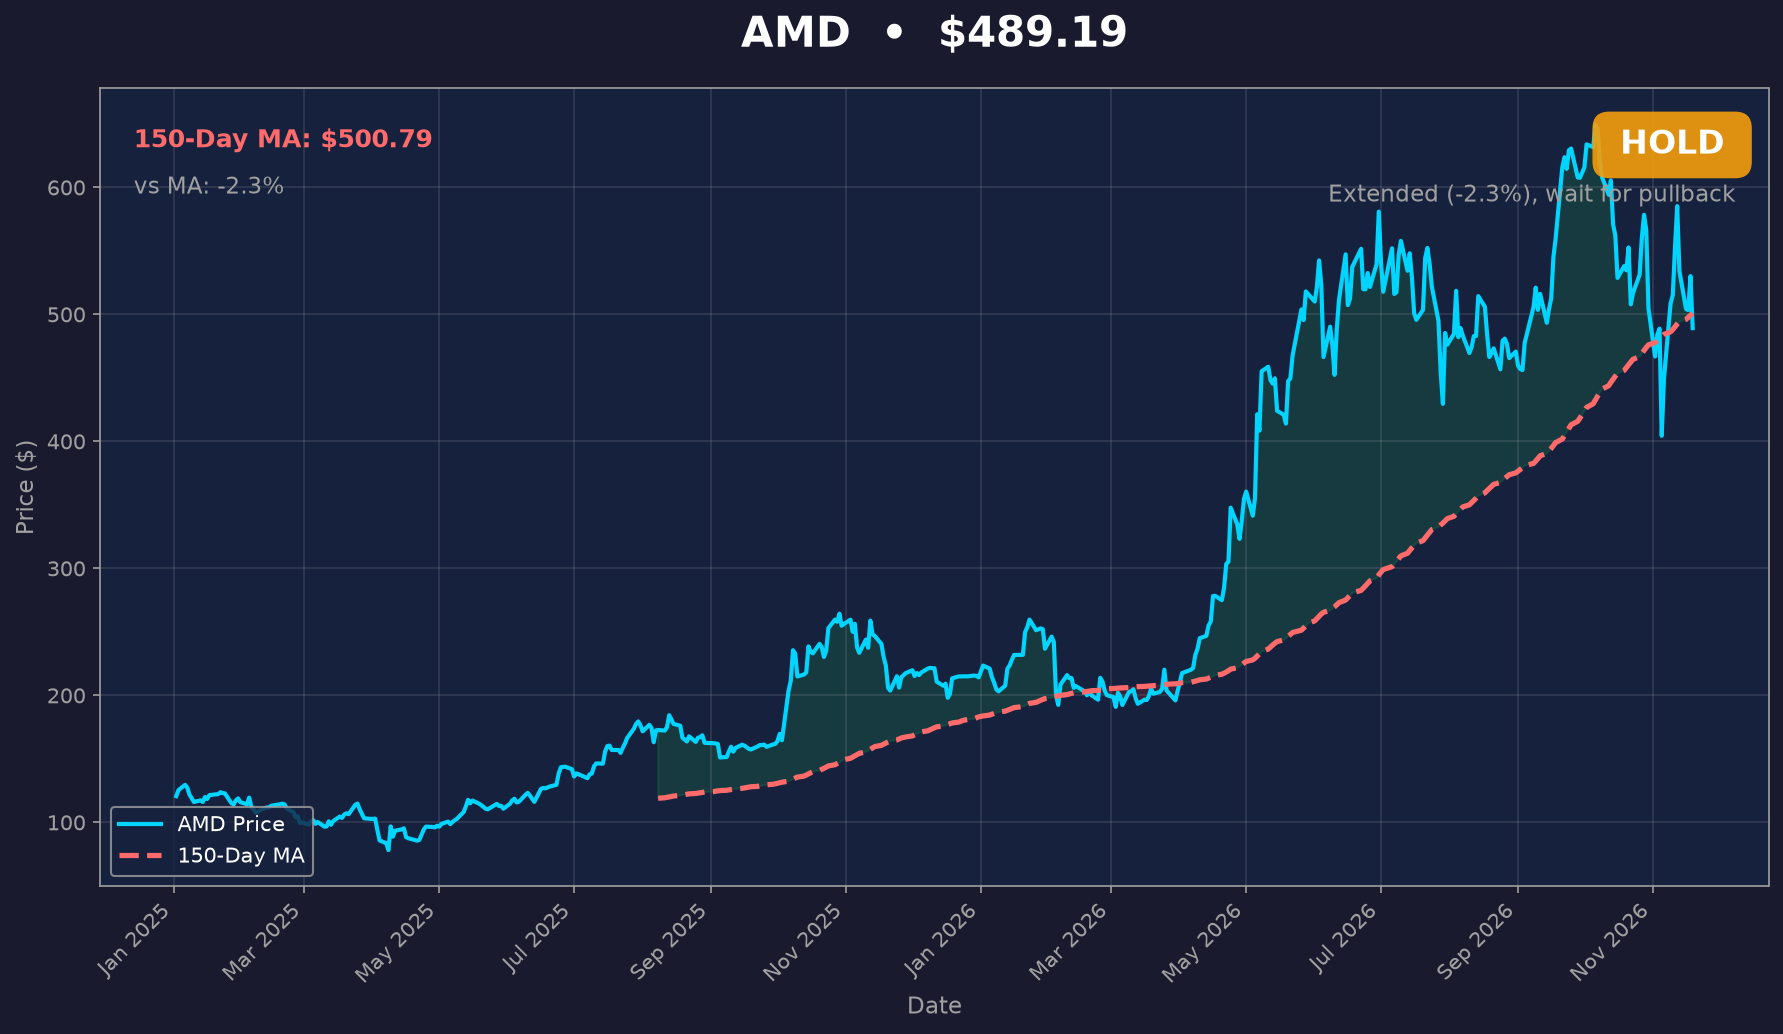 AMD • $489.19
150-Day MA: $500.79
vs MA: -2.3%
HOLD
Extended (-2.3%), wait for pullback
Price ($)
600
500
400
300
200
100
AMD Price
150-Day MA
Jan 2025
Mar 2025
May 2025
Jul 2025
Sep 2025
Nov 2025
Jan 2026
Mar 2026
May 2026
Jul 2026
Sep 2026
Nov 2026
Date